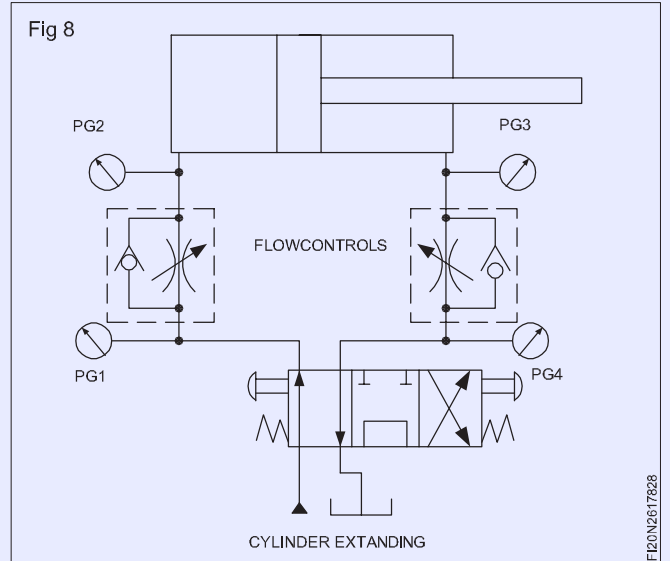 Fig 8
PG2
PG3
FLOWCONTROLS
PG1
PG4
CYLINDER EXTANDING
FI20N2617828